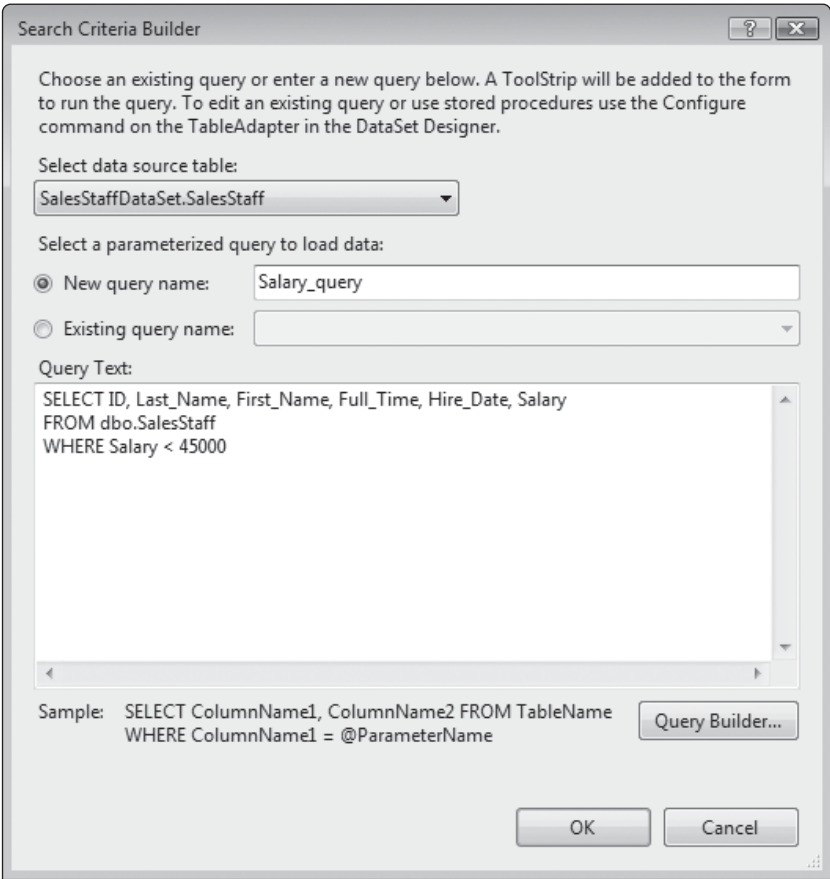 Search Criteria Builder
Choose an existing query or enter a new query below. A ToolStrip will be added to the form
to run the query. To edit an existing query or use stored procedures use the Configure
command on the TableAdapter in the DataSet Designer.
Select data source table:
SalesStaffDataSet.SalesStaff
Select a parameterized query to load data:
New query name: Salary_query
Existing query name:
Query Text:
SELECT ID, Last_Name, First_Name, Full_Time, Hire_Date, Salary
FROM dbo.SalesStaff
WHERE Salary < 45000
Sample: SELECT ColumnName1, ColumnName2 FROM TableName
WHERE ColumnName1 = @ParameterName
Query Builder...
OK Cancel